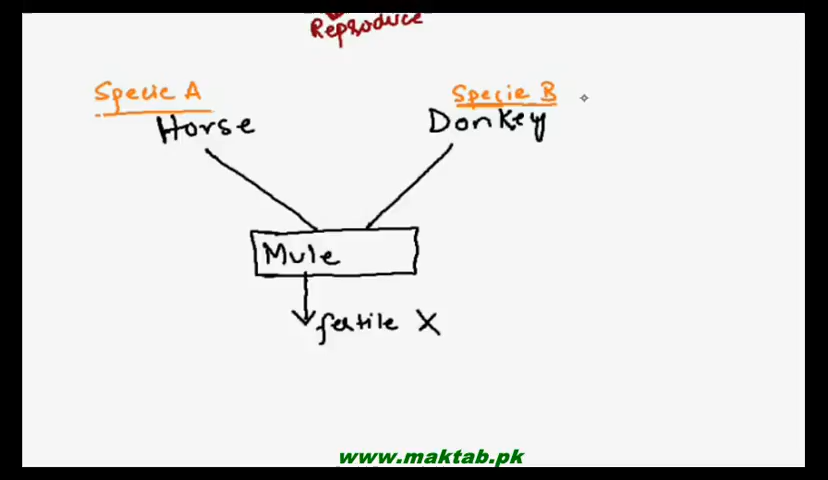 Reproduce
Specie A
Specie B
Horse
Donkey
Mule
fertile X
www.maktab.pk